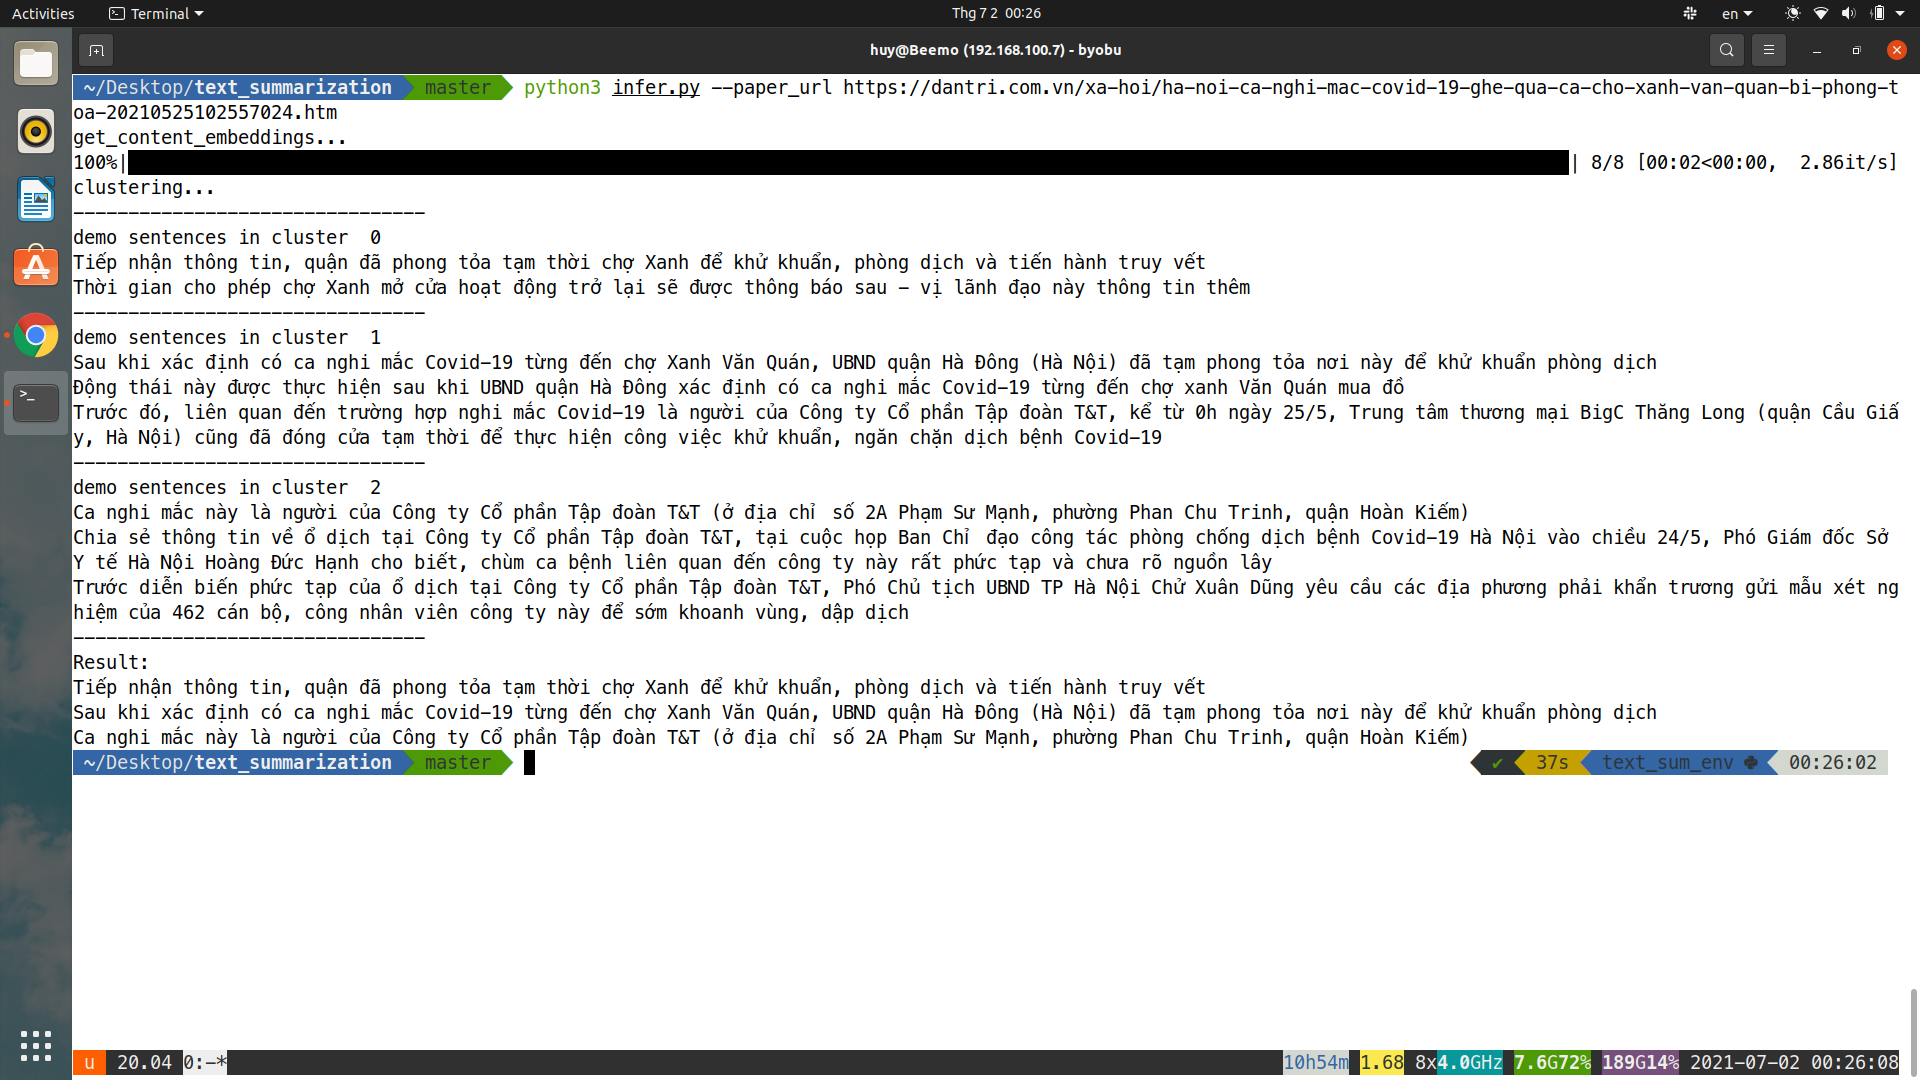 Activities Terminal Thg 7 2 00:26 en
huy@Beemo (192.168.100.7) - byobu
~/Desktop/text_summarization master python3 infer.py --paper_url https://dantri.com.vn/xa-hoi/ha-noi-ca-nghi-mac-covid-19-ghe-qua-ca-cho-xanh-van-quan-bi-phong-t
oa-20210525102557024.htm
get_content_embeddings...
100%| | 8/8 [00:02<00:00, 2.86it/s]
clustering...
--------------------------------
demo sentences in cluster 0
Tiếp nhận thông tin, quận đã phong tỏa tạm thời chợ Xanh để khử khuẩn, phòng dịch và tiến hành truy vết
Thời gian cho phép chợ Xanh mở cửa hoạt động trở lại sẽ được thông báo sau - vị lãnh đạo này thông tin thêm
--------------------------------
demo sentences in cluster 1
Sau khi xác định có ca nghi mắc Covid-19 từng đến chợ Xanh Văn Quán, UBND quận Hà Đông (Hà Nội) đã tạm phong tỏa nơi này để khử khuẩn phòng dịch
Động thái này được thực hiện sau khi UBND quận Hà Đông xác định có ca nghi mắc Covid-19 từng đến chợ xanh Văn Quán mua đồ
Trước đó, liên quan đến trường hợp nghi mắc Covid-19 là người của Công ty Cổ phần Tập đoàn T&T, kể từ 0h ngày 25/5, Trung tâm thương mại BigC Thăng Long (quận Cầu Giấ
y, Hà Nội) cũng đã đóng cửa tạm thời để thực hiện công việc khử khuẩn, ngăn chặn dịch bệnh Covid-19
--------------------------------
demo sentences in cluster 2
Ca nghi mắc này là người của Công ty Cổ phần Tập đoàn T&T (ở địa chỉ số 2A Phạm Sư Mạnh, phường Phan Chu Trinh, quận Hoàn Kiếm)
Chia sẻ thông tin về ổ dịch tại Công ty Cổ phần Tập đoàn T&T, tại cuộc họp Ban Chỉ đạo công tác phòng chống dịch bệnh Covid-19 Hà Nội vào chiều 24/5, Phó Giám đốc Sở
Y tế Hà Nội Hoàng Đức Hạnh cho biết, chùm ca bệnh liên quan đến công ty này rất phức tạp và chưa rõ nguồn lây
Trước diễn biến phức tạp của ổ dịch tại Công ty Cổ phần Tập đoàn T&T, Phó Chủ tịch UBND TP Hà Nội Chử Xuân Dũng yêu cầu các địa phương phải khẩn trương gửi mẫu xét ng
hiệm của 462 cán bộ, công nhân viên công ty này để sớm khoanh vùng, dập dịch
--------------------------------
Result:
Tiếp nhận thông tin, quận đã phong tỏa tạm thời chợ Xanh để khử khuẩn, phòng dịch và tiến hành truy vết
Sau khi xác định có ca nghi mắc Covid-19 từng đến chợ Xanh Văn Quán, UBND quận Hà Đông (Hà Nội) đã tạm phong tỏa nơi này để khử khuẩn phòng dịch
Ca nghi mắc này là người của Công ty Cổ phần Tập đoàn T&T (ở địa chỉ số 2A Phạm Sư Mạnh, phường Phan Chu Trinh, quận Hoàn Kiếm)
~/Desktop/text_summarization master ✔ 37s text_sum_env 00:26:02
u 20.04 0:-* 10h54m 1.68 8x4.0GHz 7.6G72% 189G14% 2021-07-02 00:26:08